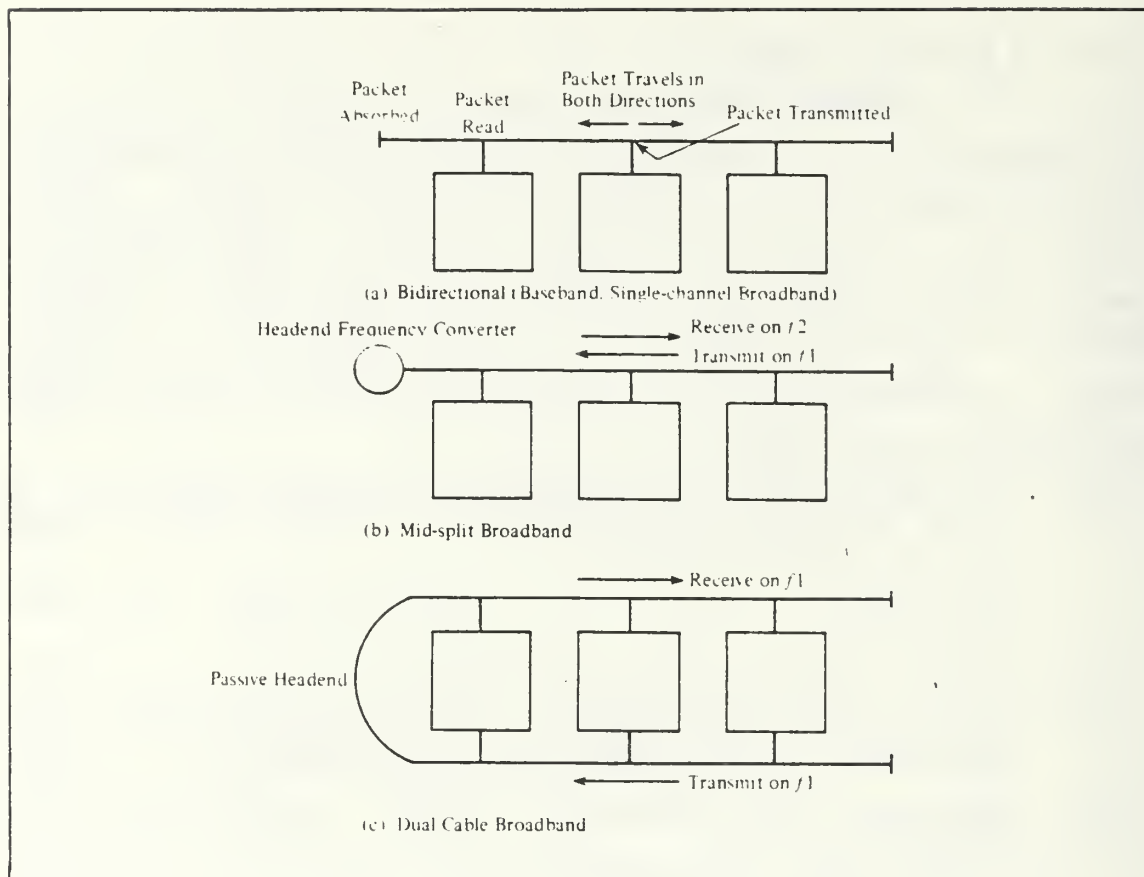 Packet
Absorbed
Packet
Read
Packet Travels in
Both Directions
Packet Transmitted
(a) Bidirectional (Baseband, Single-channel Broadband)
Headend Frequency Converter
Receive on f2
Transmit on f1
(b) Mid-split Broadband
Receive on f1
Passive Headend
Transmit on f1
(c) Dual Cable Broadband